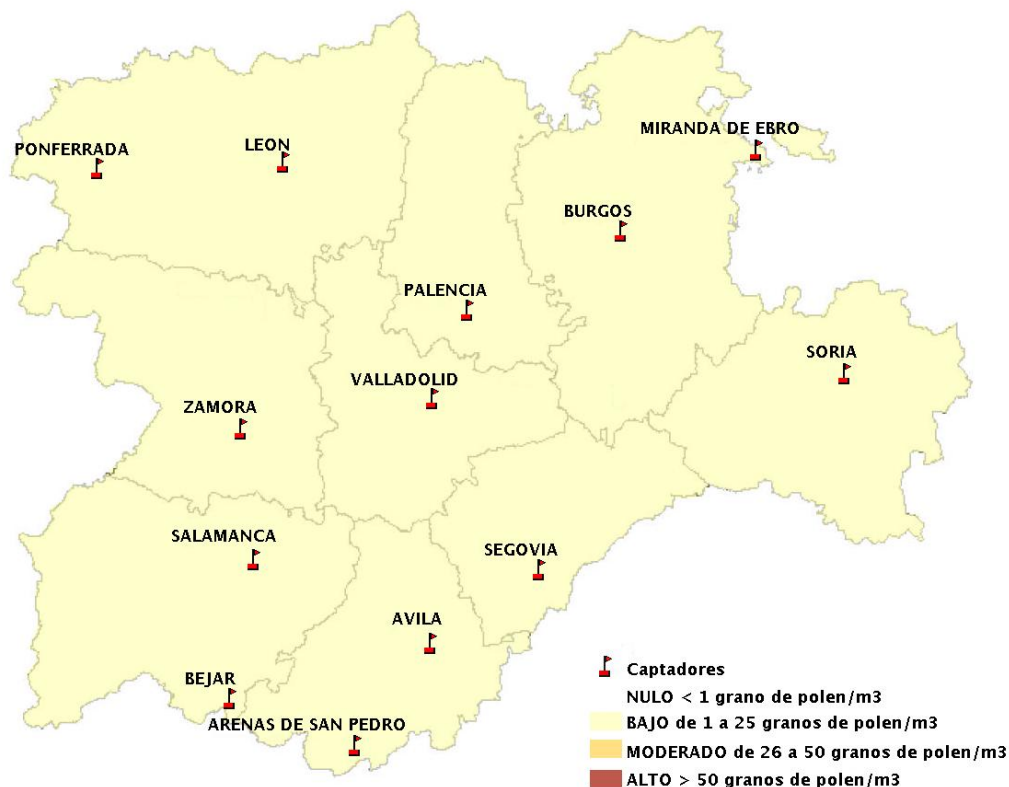 MIRANDA DE EBRO
PONFERRADA
LEON
BURGOS
PALENCIA
SORIA
VALLADOLID
ZAMORA
SALAMANCA
SEGOVIA
AVILA
BEJAR
ARENAS DE SAN PEDRO
Captadores
NULO < 1 grano de polen/m3
BAJO de 1 a 25 granos de polen/m3
MODERADO de 26 a 50 granos de polen/m3
ALTO > 50 granos de polen/m3